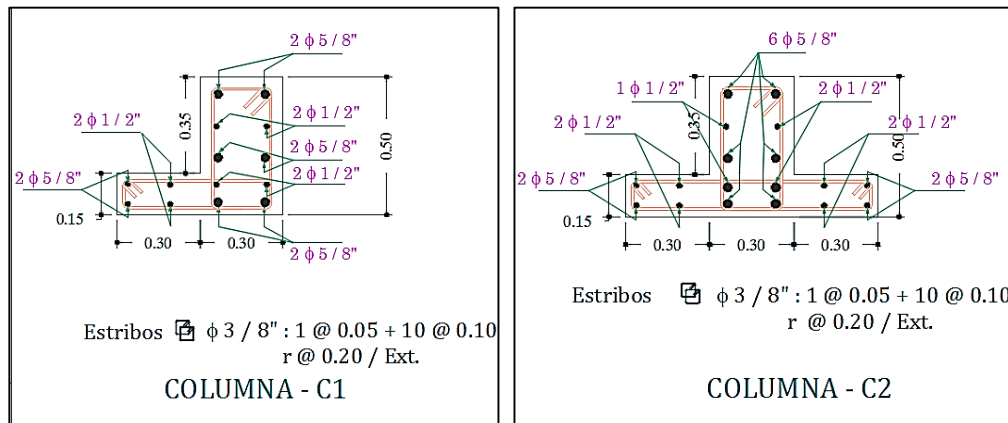 2 ϕ 5 / 8"
2 ϕ 1 / 2"
2 ϕ 1/2"
2 ϕ 5/8"
2 ϕ 1/2"
2 ϕ 5/8"
2 ϕ 5/8"
0.35
0.50
0.15
0.30
0.30
Estribos ϕ 3 / 8" : 1 @ 0.05 + 10 @ 0.10
r @ 0.20 / Ext.
COLUMNA - C1
6 ϕ 5/8"
1 ϕ 1/2"
2 ϕ 1/2"
2 ϕ 1/2"
2 ϕ 1/2"
2 ϕ 5/8"
2 ϕ 5/8"
0.35
0.50
0.15
0.30
0.30
0.30
Estribos ϕ 3 / 8" : 1 @ 0.05 + 10 @ 0.10
r @ 0.20 / Ext.
COLUMNA - C2